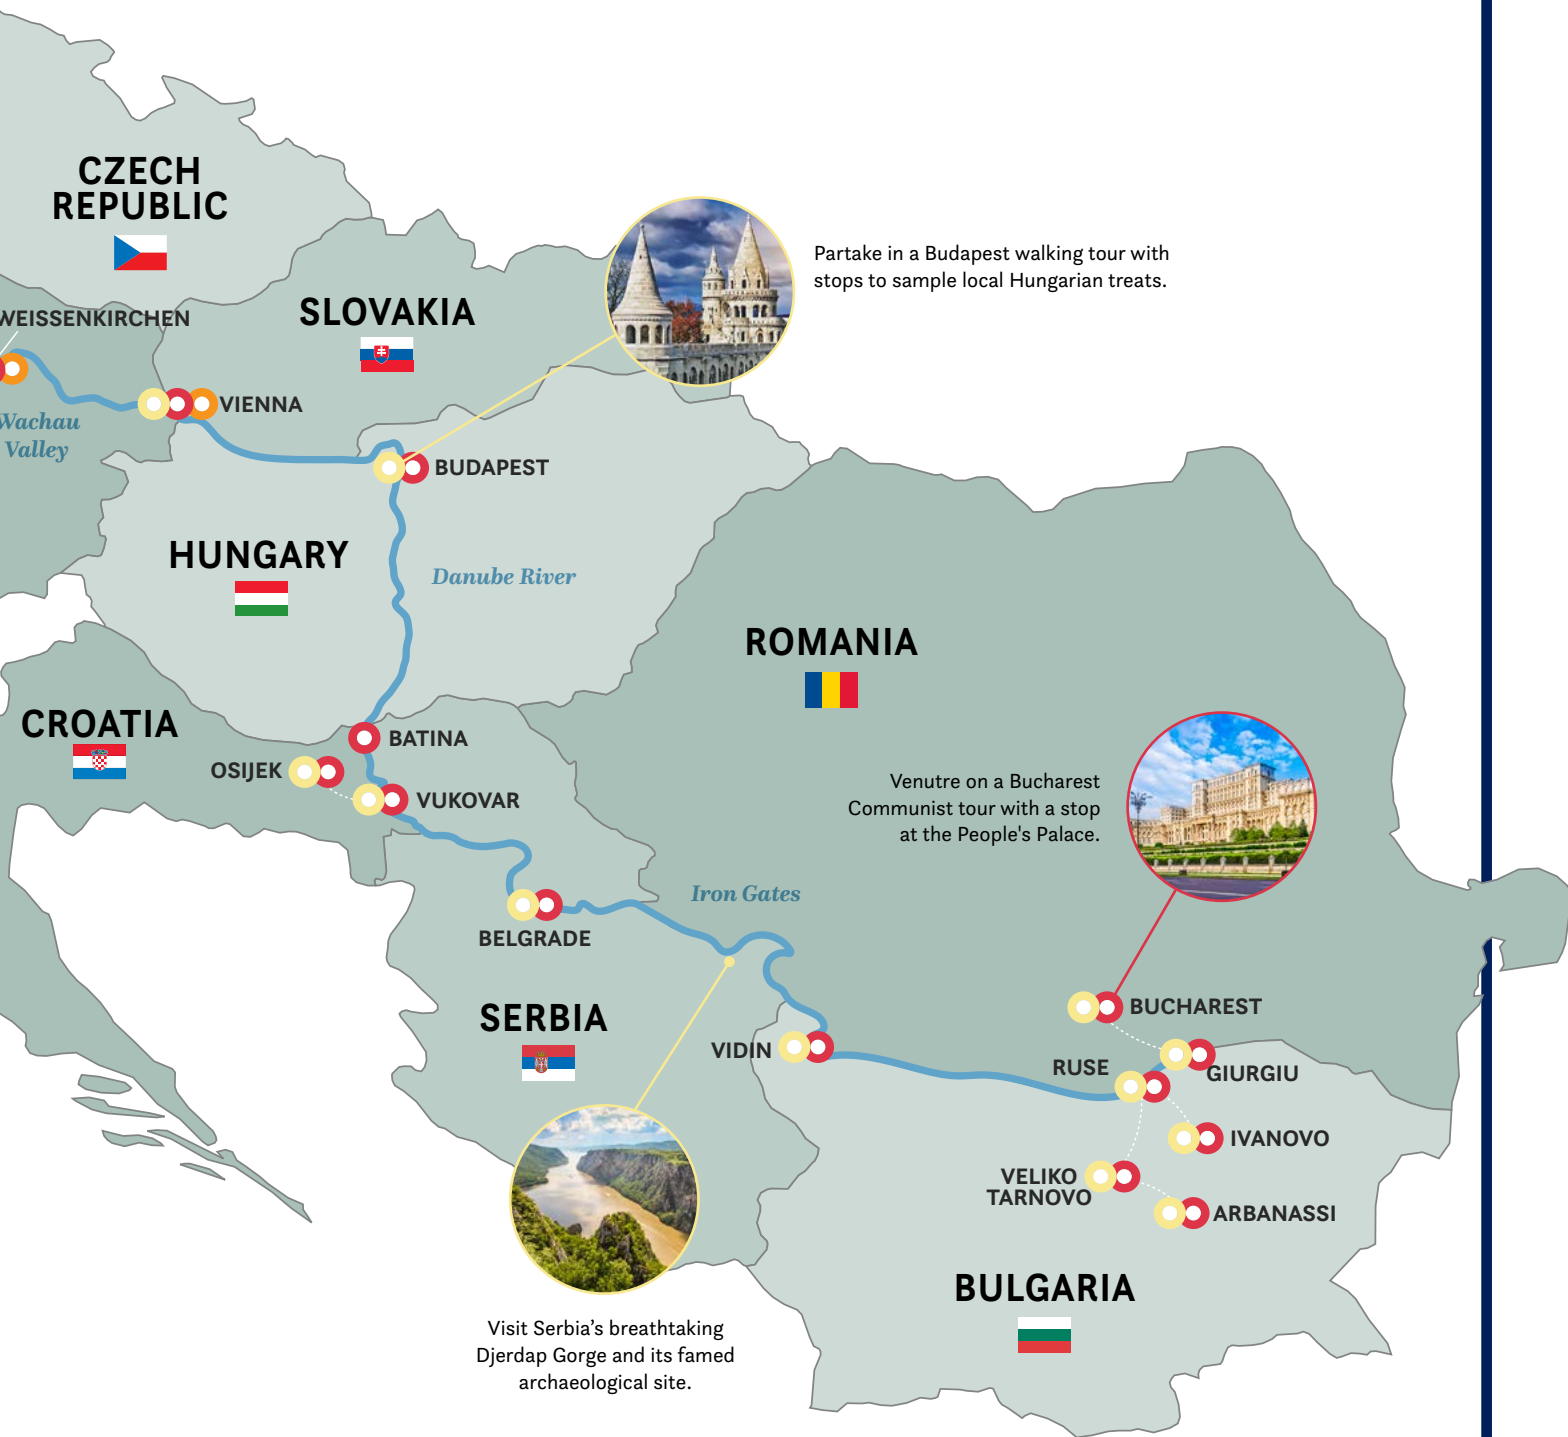 CZECH
REPUBLIC
Partake in a Budapest walking tour with
stops to sample local Hungarian treats.
SLOVAKIA
WEISSENKIRCHEN
VIENNA
Wachau
Valley
BUDAPEST
HUNGARY
Danube River
ROMANIA
CROATIA
BATINA
OSIJEK
VUKOVAR
Venutre on a Bucharest
Communist tour with a stop
at the People's Palace.
Iron Gates
BELGRADE
SERBIA
BUCHAREST
VIDIN
RUSE
GIURGIU
IVANOVO
VELIKO
TARNOVO
ARBANASSI
BULGARIA
Visit Serbia’s breathtaking
Djerdap Gorge and its famed
archaeological site.